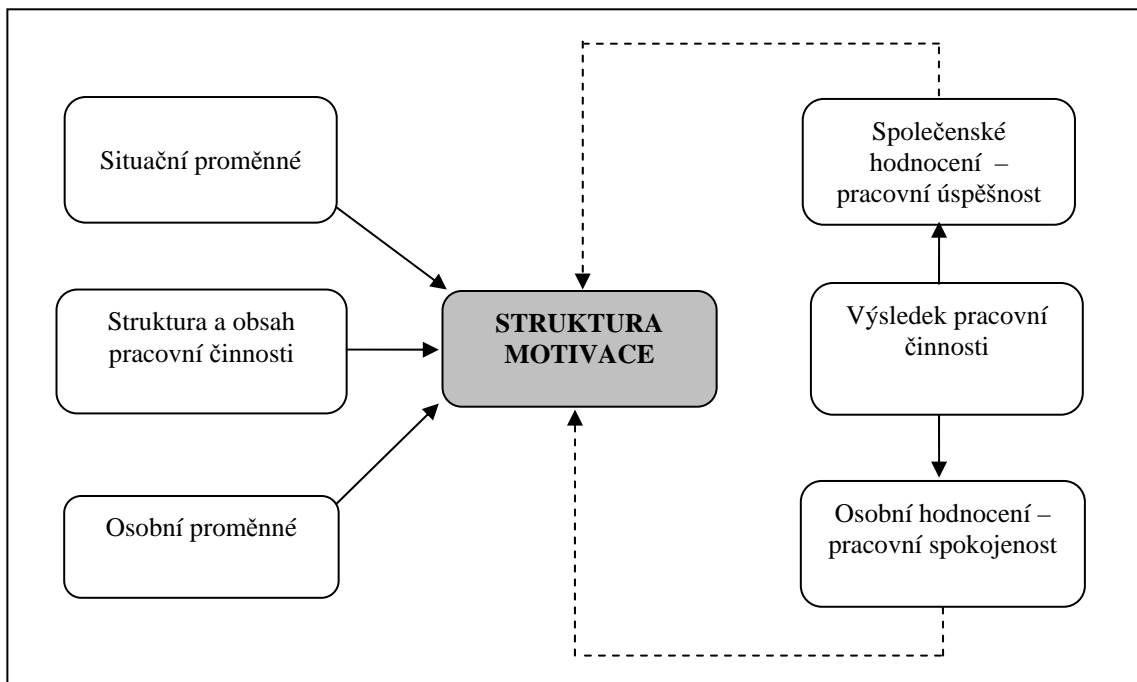 Situační proměnné
Struktura a obsah
pracovní činnosti
Osobní proměnné
STRUKTURA
MOTIVACE
Společenské
hodnocení –
pracovní úspěšnost
Výsledek pracovní
činnosti
Osobní hodnocení –
pracovní spokojenost